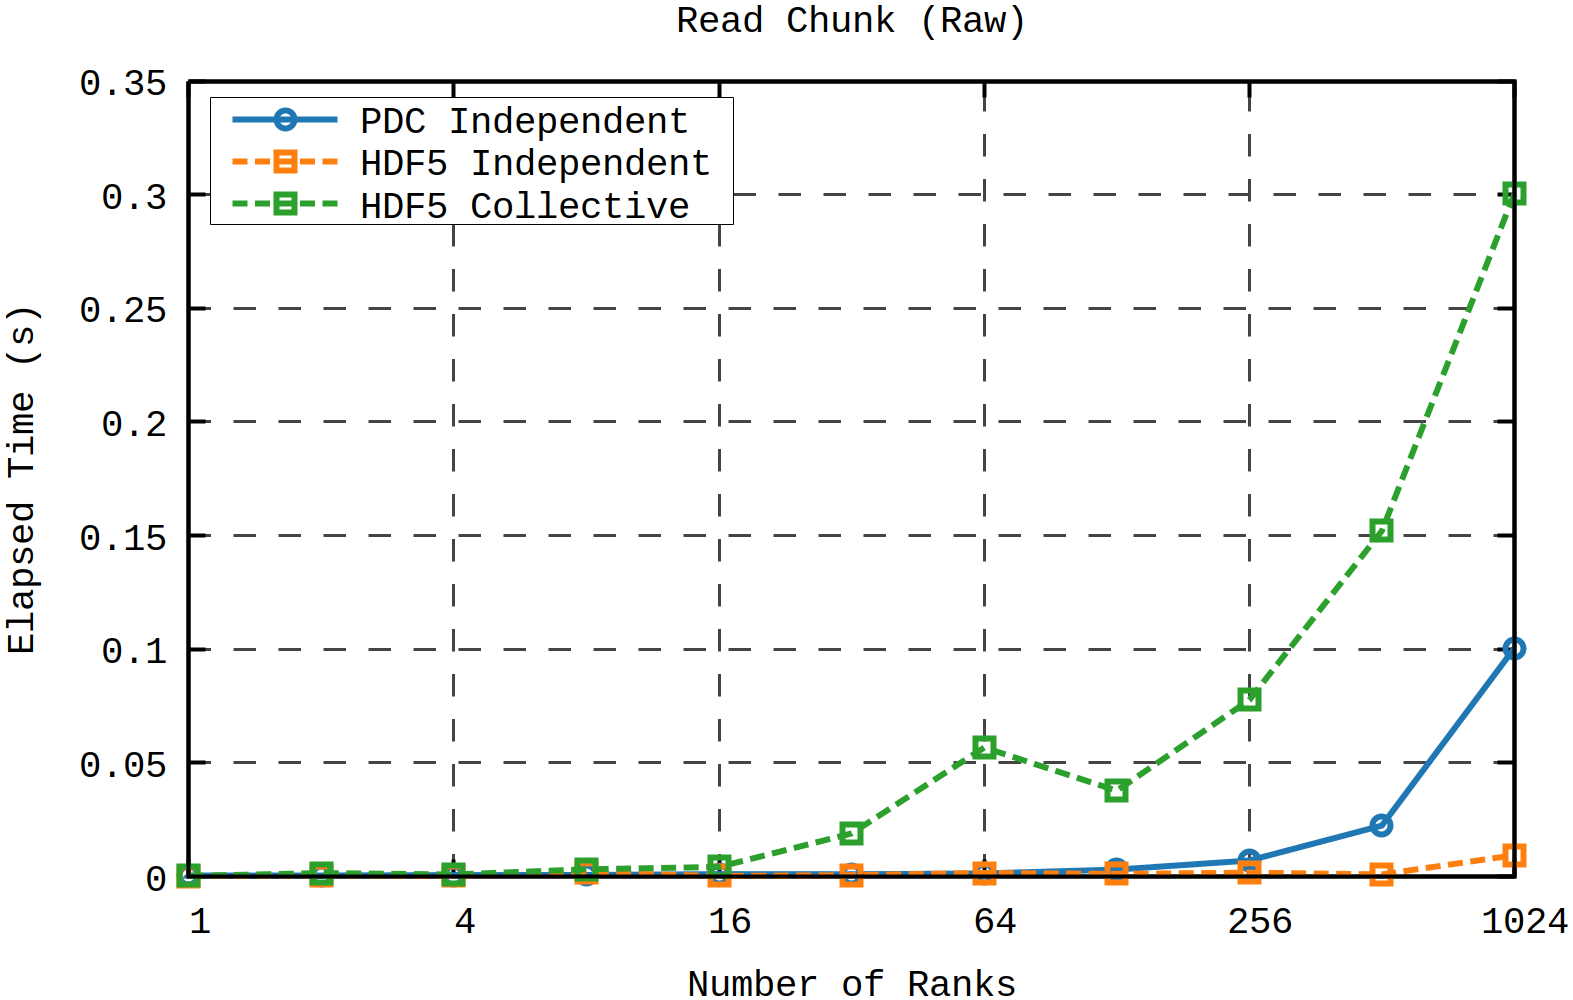 Read Chunk (Raw)
PDC Independent
HDF5 Independent
HDF5 Collective
0.35
0.3
0.25
0.2
0.15
0.1
0.05
0
Elapsed Time (s)
1 4 16 64 256 1024
Number of Ranks